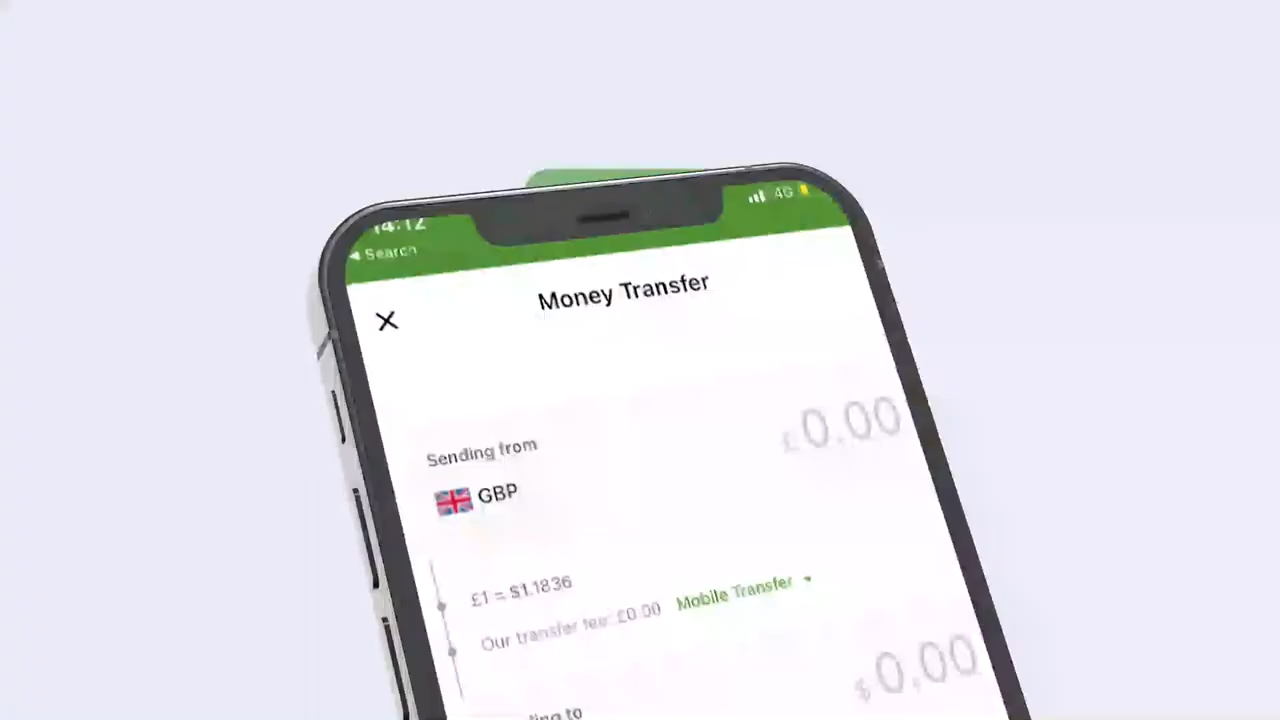 14:12
4G
◀ Search
Money Transfer
£0.00
Sending from
GBP
£1 = $1.1836
Our transfer fee: £0.00 Mobile Transfer
$0.00
to